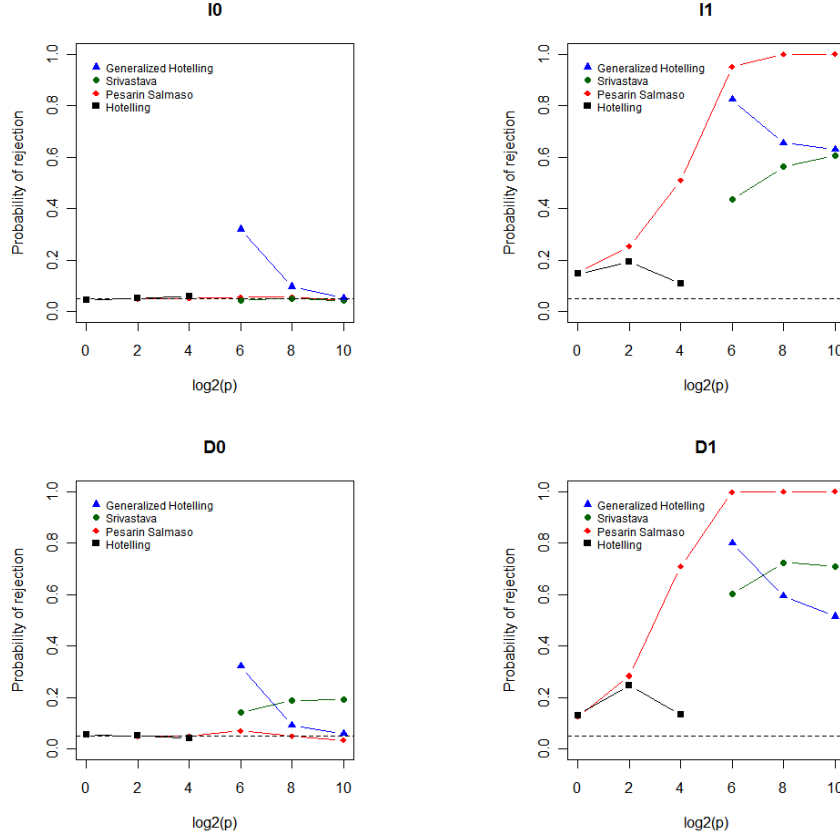 I0
Probability of rejection
1.0
0.8
0.6
0.4
0.2
0.0
Generalized Hotelling
Srivastava
Pesarin Salmaso
Hotelling
0 2 4 6 8 10
log2(p)
I1
Probability of rejection
1.0
0.8
0.6
0.4
0.2
0.0
Generalized Hotelling
Srivastava
Pesarin Salmaso
Hotelling
0 2 4 6 8 10
log2(p)
D0
Probability of rejection
1.0
0.8
0.6
0.4
0.2
0.0
Generalized Hotelling
Srivastava
Pesarin Salmaso
Hotelling
0 2 4 6 8 10
log2(p)
D1
Probability of rejection
1.0
0.8
0.6
0.4
0.2
0.0
Generalized Hotelling
Srivastava
Pesarin Salmaso
Hotelling
0 2 4 6 8 10
log2(p)